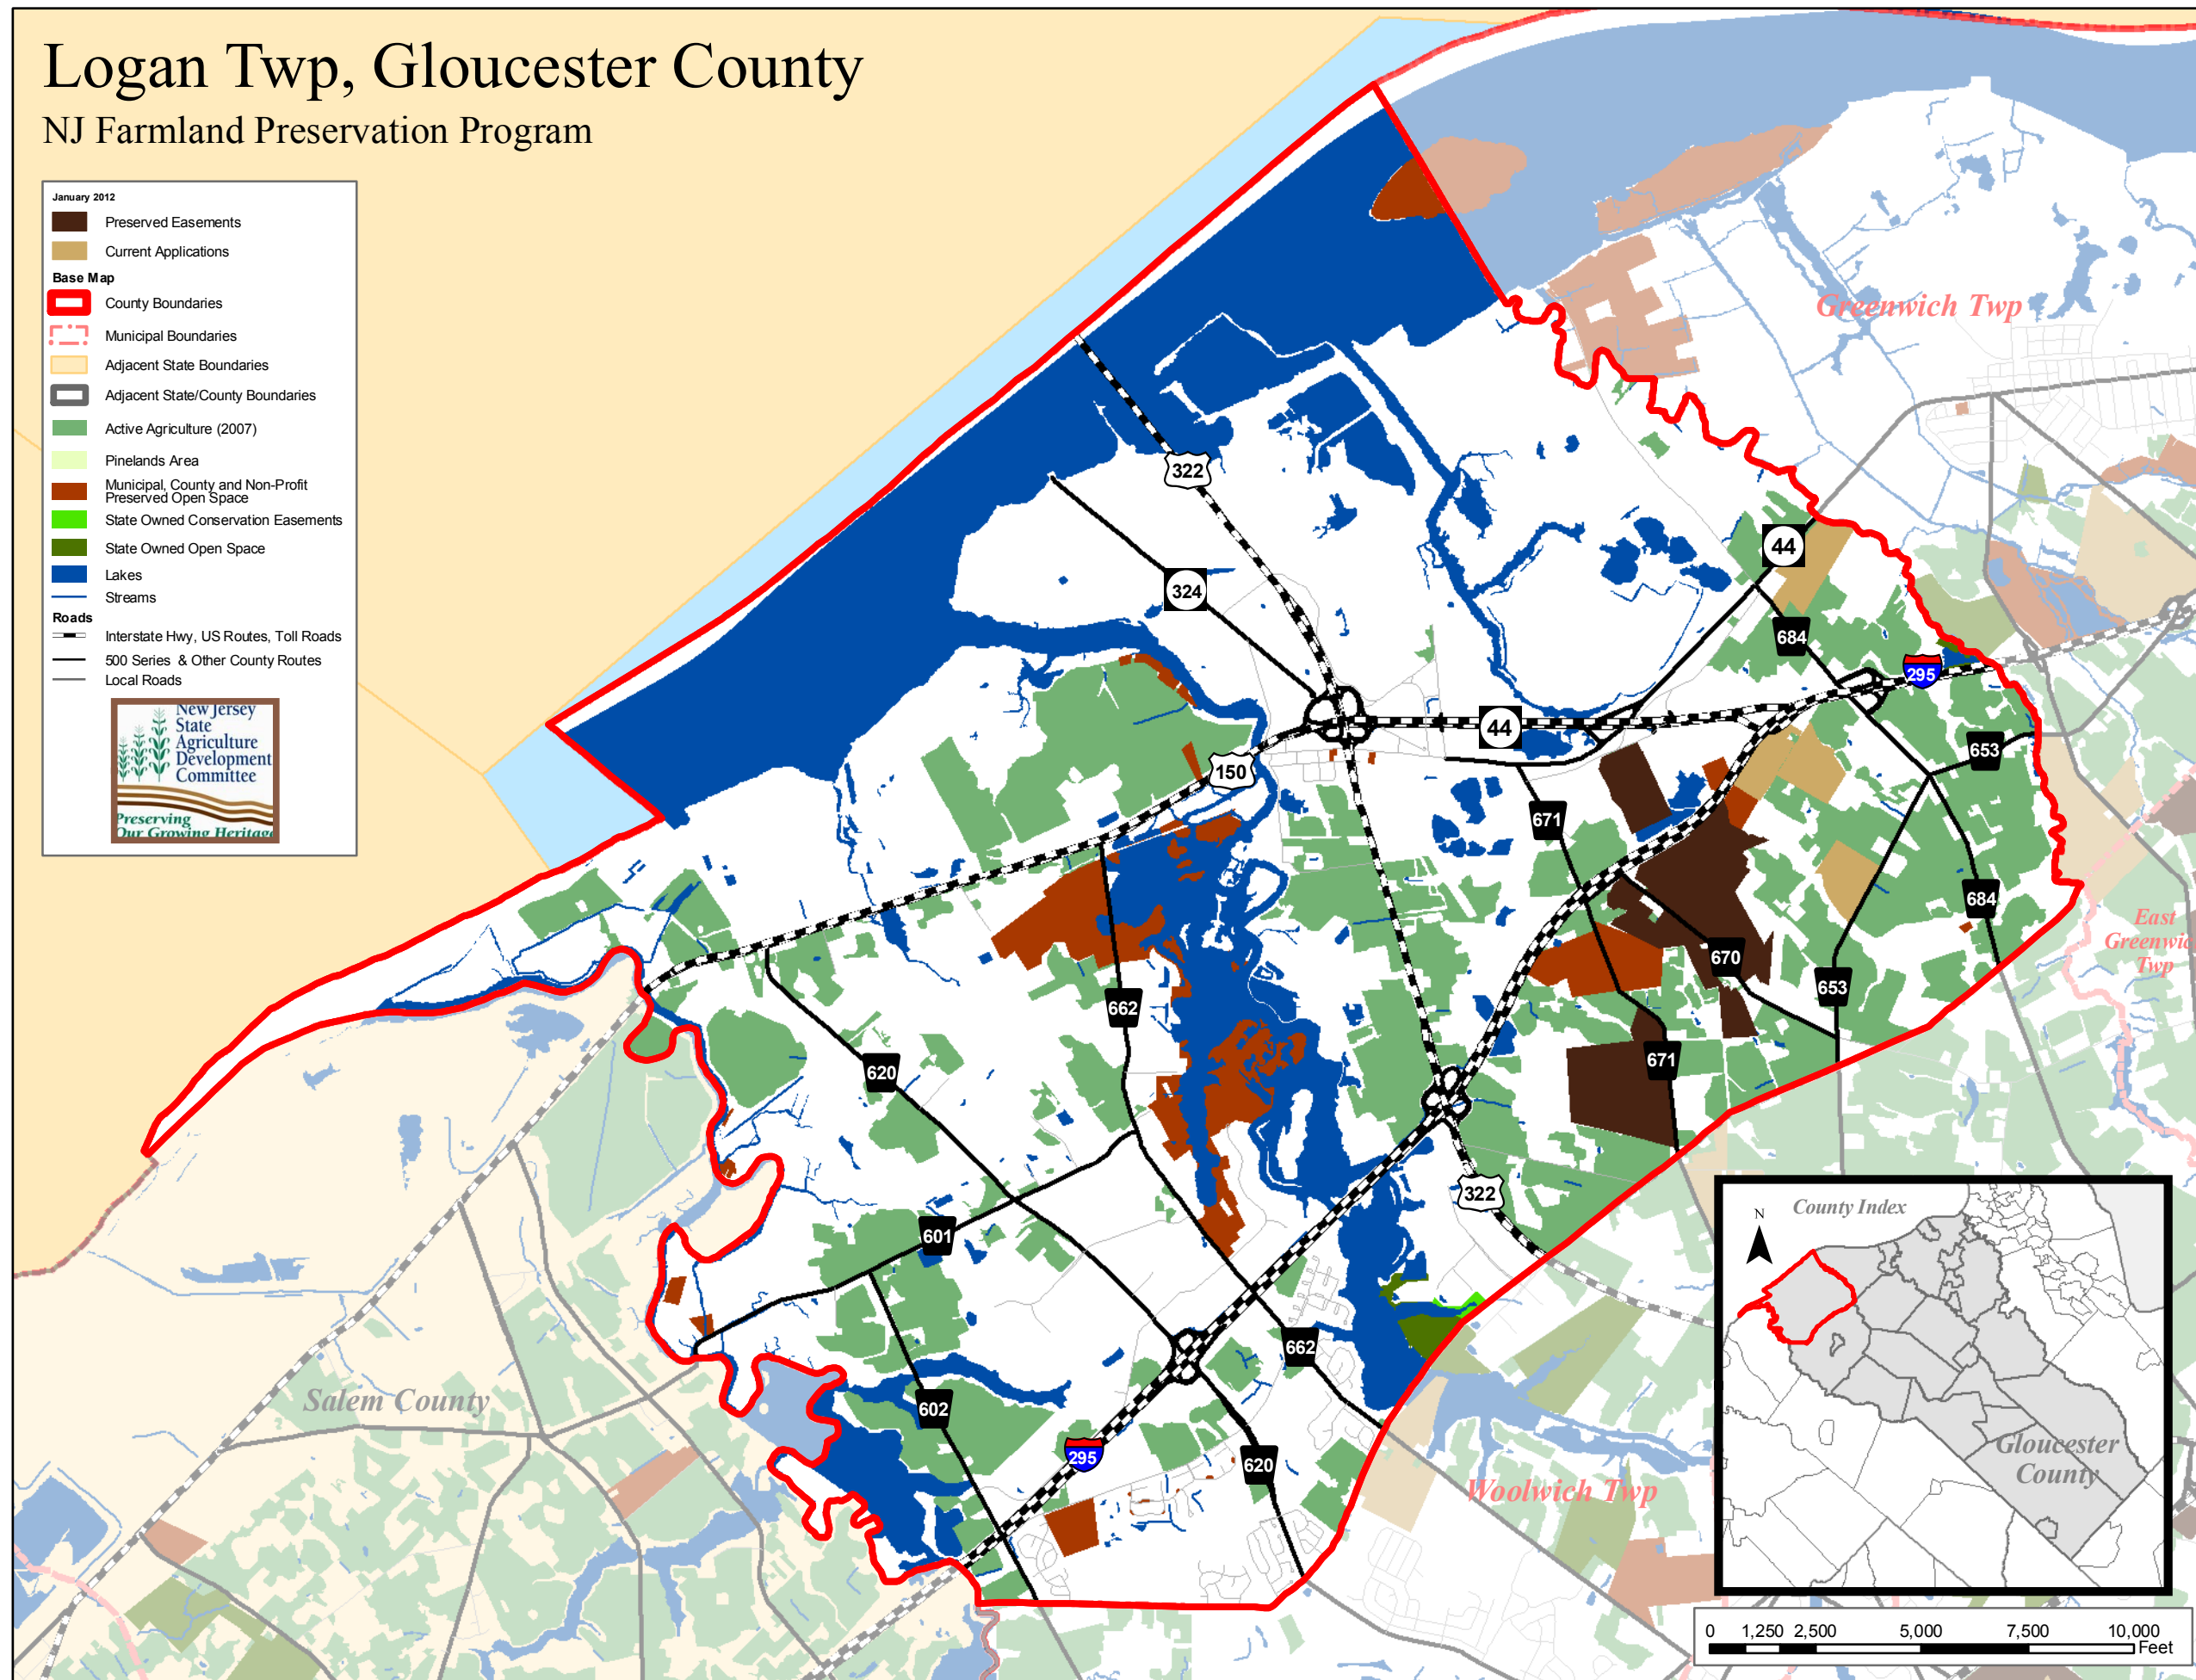 Logan Twp, Gloucester County
NJ Farmland Preservation Program
January 2012
Preserved Easements
Current Applications
Base Map
County Boundaries
Municipal Boundaries
Adjacent State Boundaries
Adjacent State/County Boundaries
Active Agriculture (2007)
Pinelands Area
Municipal, County and Non-Profit
Preserved Open Space
State Owned Conservation Easements
State Owned Open Space
Lakes
Streams
Roads
Interstate Hwy, US Routes, Toll Roads
500 Series & Other County Routes
Local Roads
New Jersey
State
Agriculture
Development
Committee
Preserving
Our Growing Heritage
Greenwich Twp
322
44
324
684
295
44
653
150
671
684
East
Greenwic
Twp
670
653
662
671
620
322
601
662
Salem County
602
295
620
Woolwich Twp
County Index
N
Gloucester
County
0 1,250 2,500 5,000 7,500 10,000
Feet